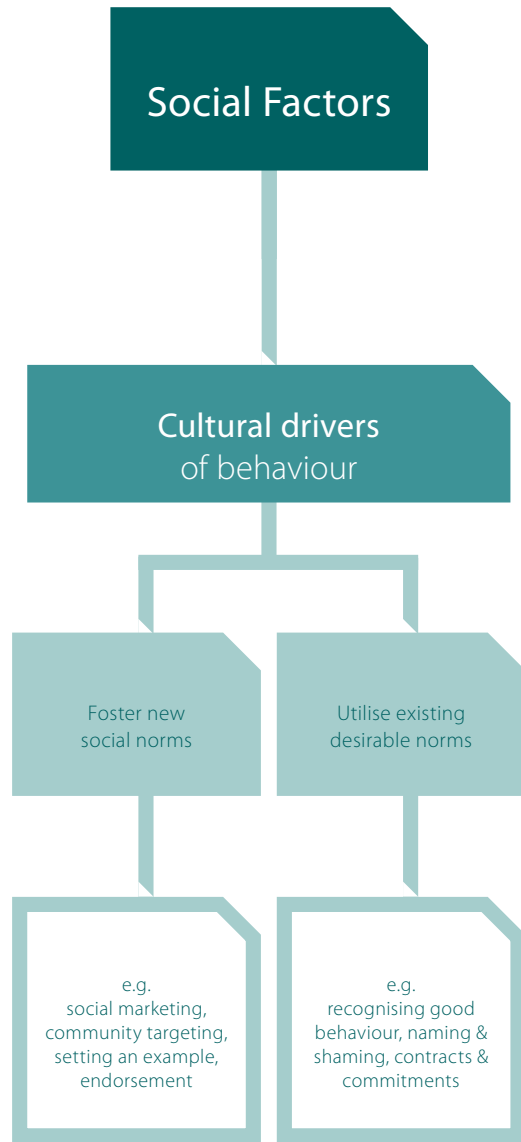 Social Factors
Cultural drivers
of behaviour
Foster new
social norms
Utilise existing
desirable norms
e.g.
social marketing,
community targeting,
setting an example,
endorsement
e.g.
recognising good
behaviour, naming &
shaming, contracts &
commitments